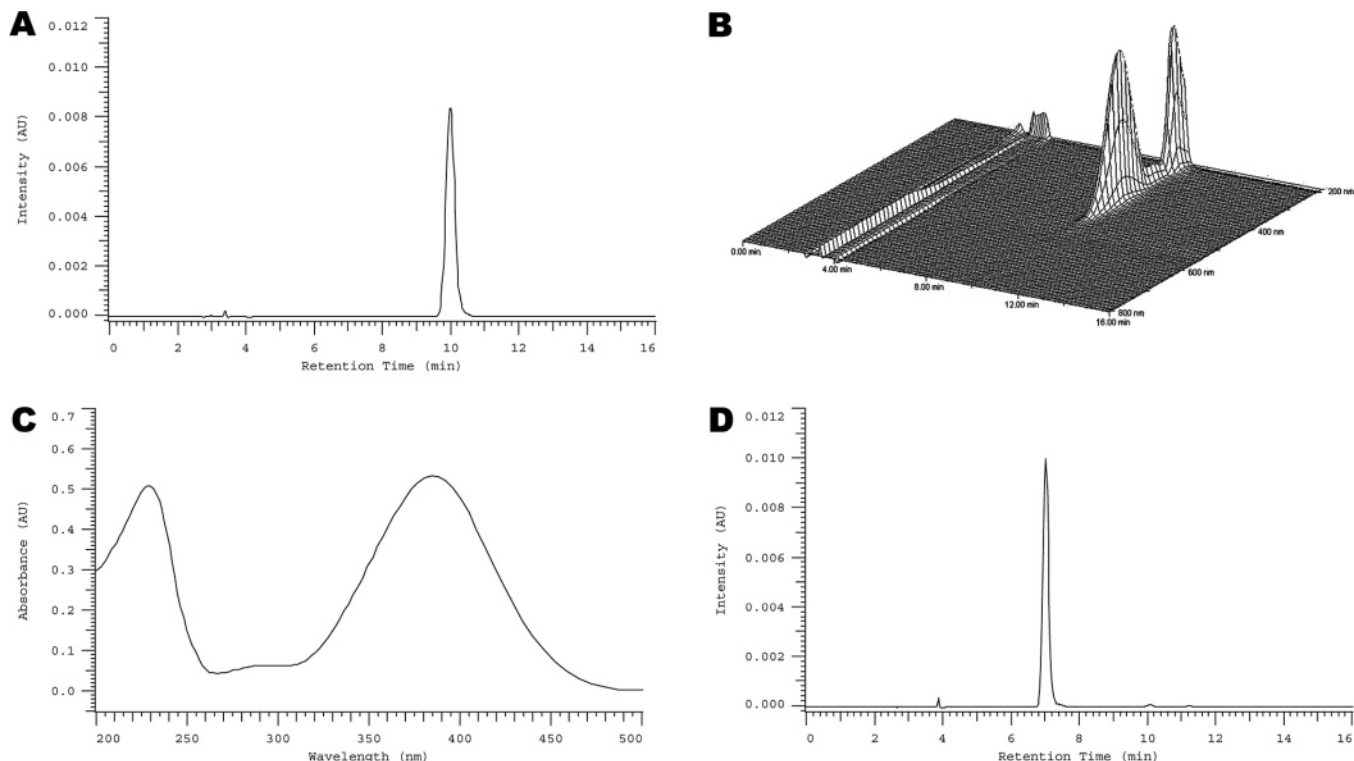 A
0.012
0.010
0.008
0.006
0.004
0.002
0.000
Intensity (AU)
0 2 4 6 8 10 12 14 16
Retention Time (min)
B
0.00 min
4.00 min
8.00 min
12.00 min
16.00 min
800 nm
600 nm
400 nm
200 nm
C
0.7
0.6
0.5
0.4
0.3
0.2
0.1
0.0
Absorbance (AU)
200 250 300 350 400 450 500
Wavelength (nm)
D
0.012
0.010
0.008
0.006
0.004
0.002
0.000
Intensity (AU)
0 2 4 6 8 10 12 14 16
Retention Time (min)